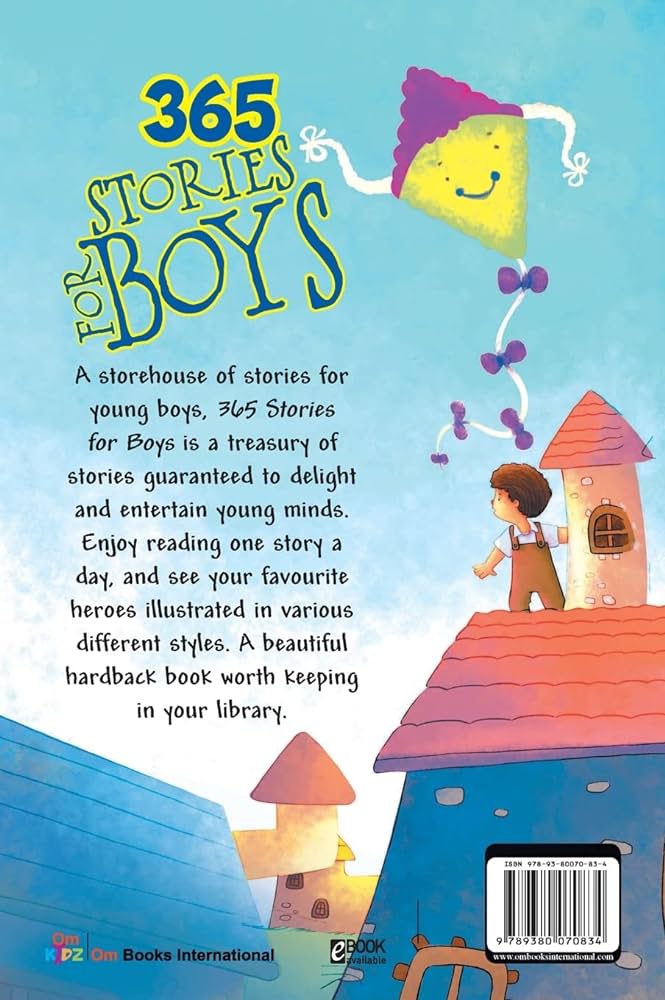 365
STORIES
FOR
BOYS
A storehouse of stories for
young boys, 365 Stories
for Boys is a treasury of
stories guaranteed to delight
and entertain young minds.
Enjoy reading one story a
day, and see your favourite
heroes illustrated in various
different styles. A beautiful
hardback book worth keeping
in your library.
ISBN 978-93-80070-83-4
9 789380 070834
www.ombooksinternational.com
Om
KIDZ
Om Books International
eBOOK
available